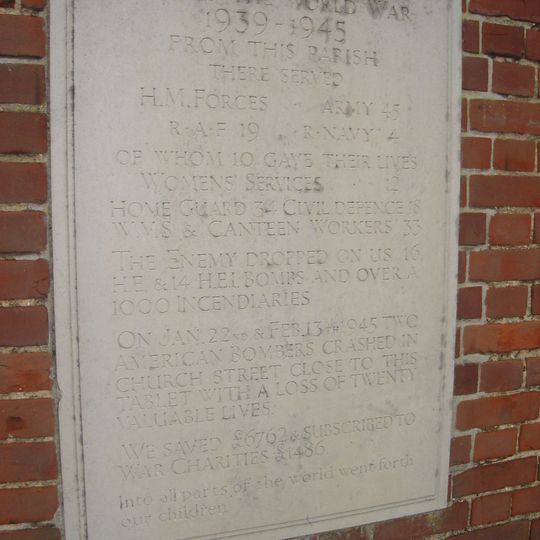 WORLD WAR
1939-1945
FROM THIS PARISH
THERE SERVED
H.M. FORCES ARMY 45
R.A.F 19 R. NAVY 4
OF WHOM 10 GAVE THEIR LIVES
WOMENS' SERVICES 12
HOME GUARD 34 CIVIL DEFENCE 18
W.V.S & CANTEEN WORKERS 33
THE ENEMY DROPPED ON US 16
H.E. & 14 H.E.I. BOMBS AND OVER A
1000 INCENDIARIES
ON JAN. 22ND & FEB. 13TH 1945 TWO
AMERICAN BOMBERS CRASHED IN
CHURCH STREET CLOSE TO THIS
TABLET WITH A LOSS OF TWENTY
VALUABLE LIVES.
WE SAVED £6762 & SUBSCRIBED TO
WAR CHARITIES £1486
Into all parts of the world went forth
our children